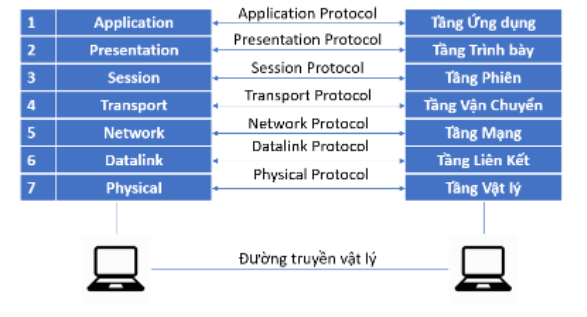 1 Application Application Protocol Tầng Ứng dụng
2 Presentation Presentation Protocol Tầng Trình bày
3 Session Session Protocol Tầng Phiên
4 Transport Transport Protocol Tầng Vận Chuyển
5 Network Network Protocol Tầng Mạng
6 Datalink Datalink Protocol Tầng Liên Kết
7 Physical Physical Protocol Tầng Vật lý
Đường truyền vật lý